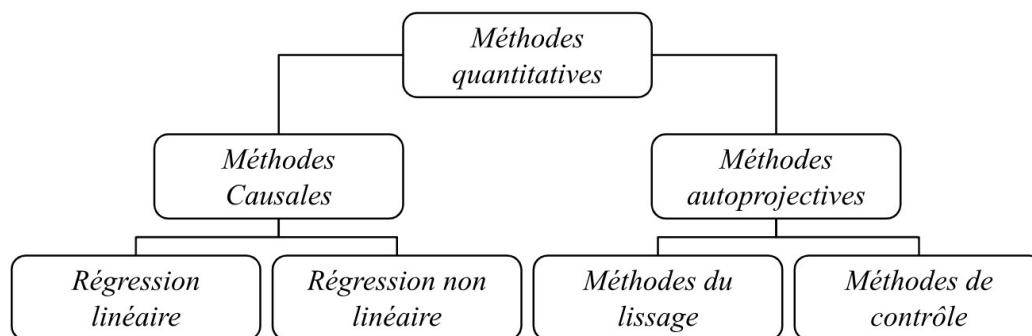 Méthodes
quantitatives
Méthodes
Causales
Méthodes
autoprojectives
Régression
linéaire
Régression non
linéaire
Méthodes du
lissage
Méthodes de
contrôle